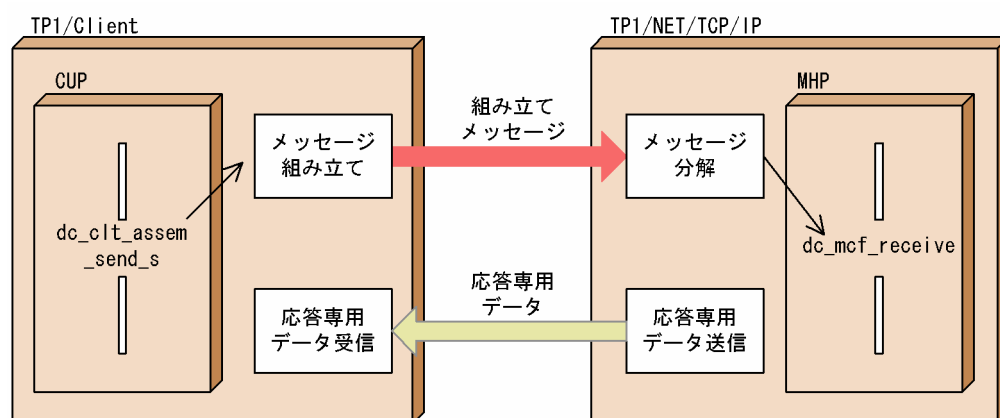 TP1/Client
TP1/NET/TCP/IP
CUP
MHP
メッセージ
組み立て
組み立て
メッセージ
メッセージ
分解
dc_clt_assem
_send_s
dc_mcf_receive
応答専用
データ受信
応答専用
データ
応答専用
データ送信